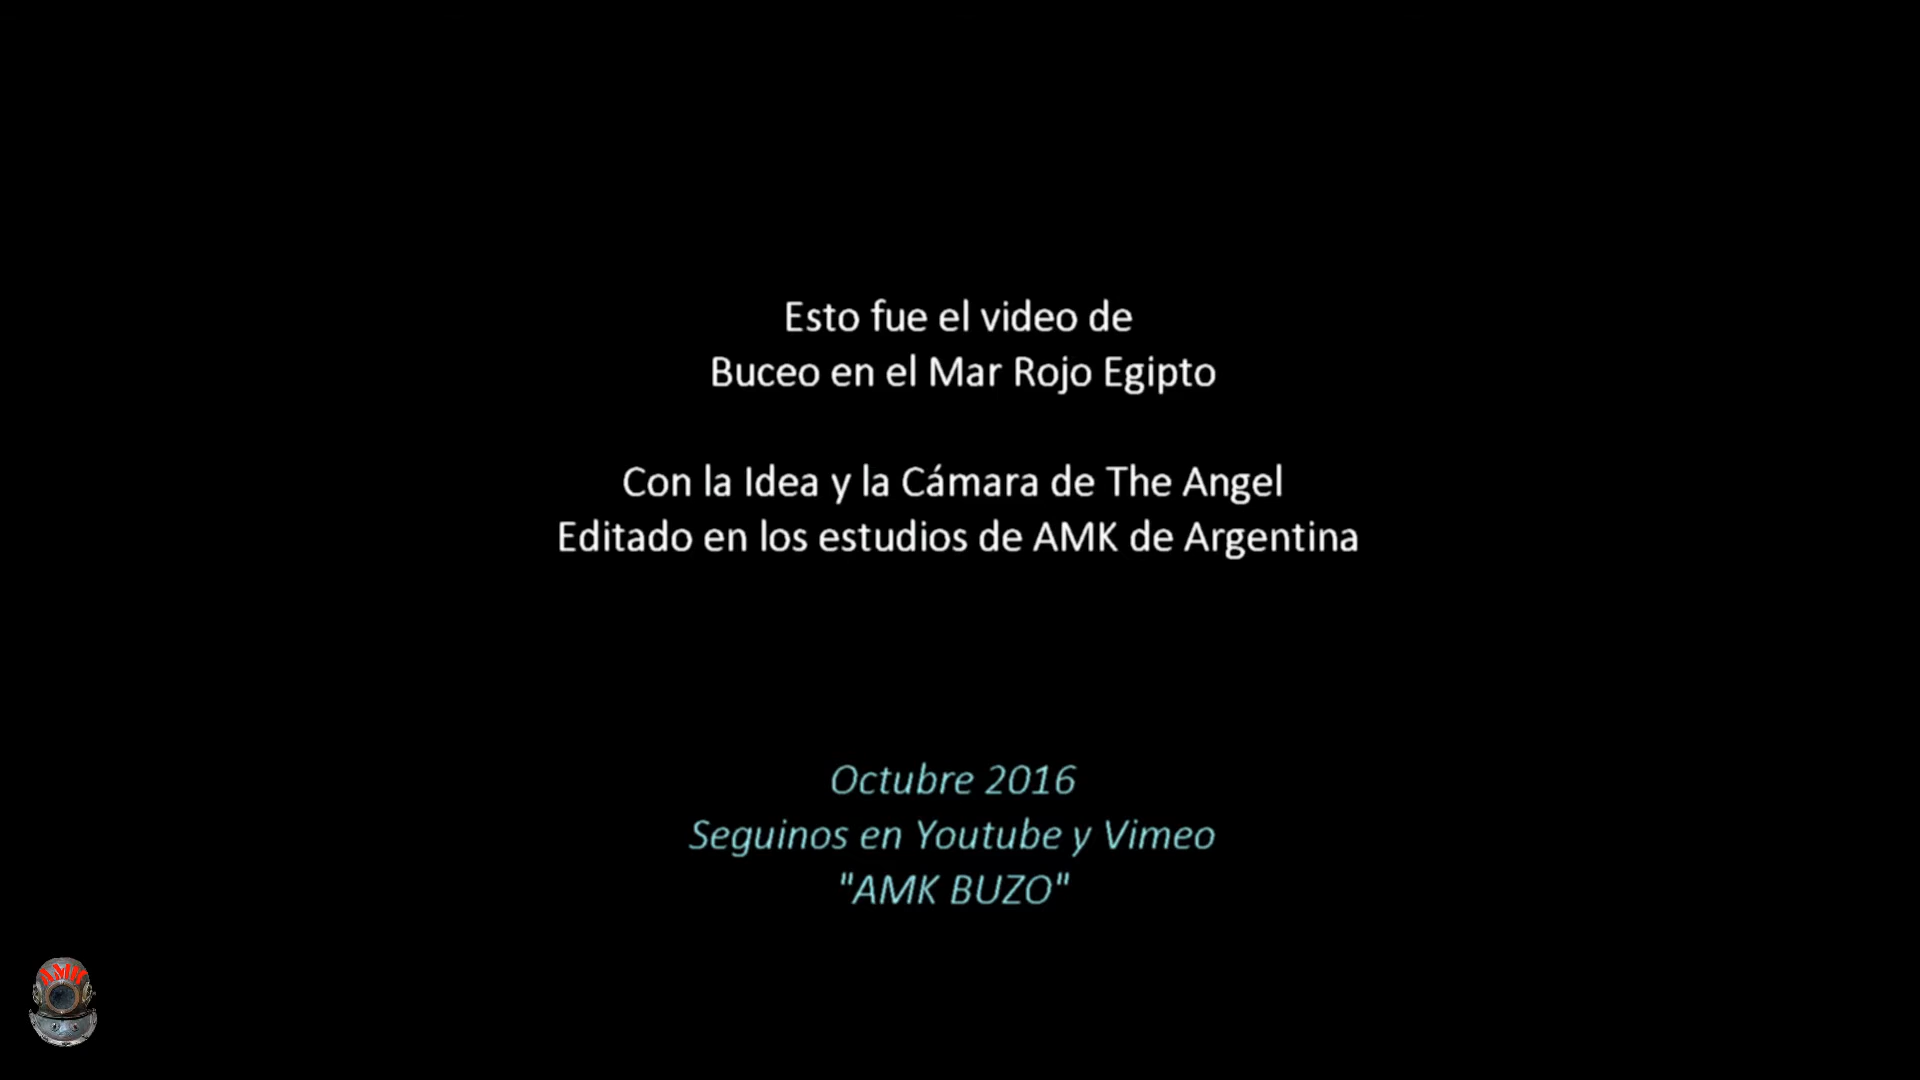 Esto fue el video de
Buceo en el Mar Rojo Egipto
Con la Idea y la Cámara de The Angel
Editado en los estudios de AMK de Argentina
Octubre 2016
Seguinos en Youtube y Vimeo
"AMK BUZO"
AMK